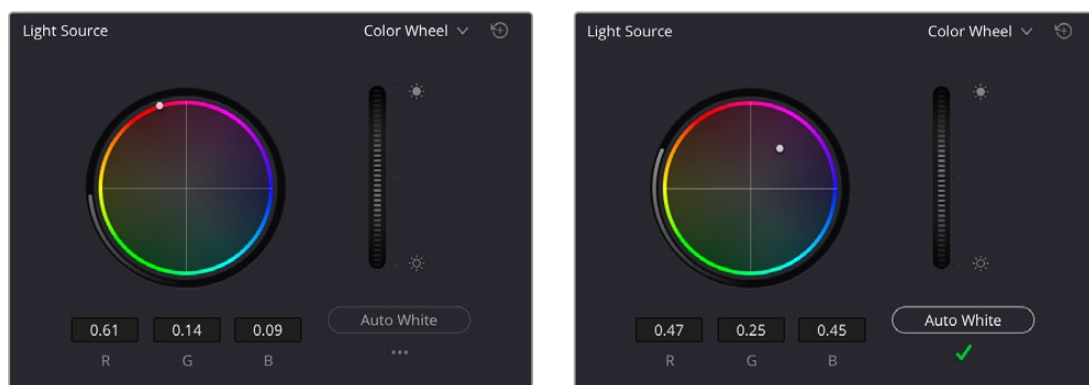 Light Source Color Wheel
Auto White
0.61 0.14 0.09
R G B
Light Source Color Wheel
Auto White
0.47 0.25 0.45
R G B